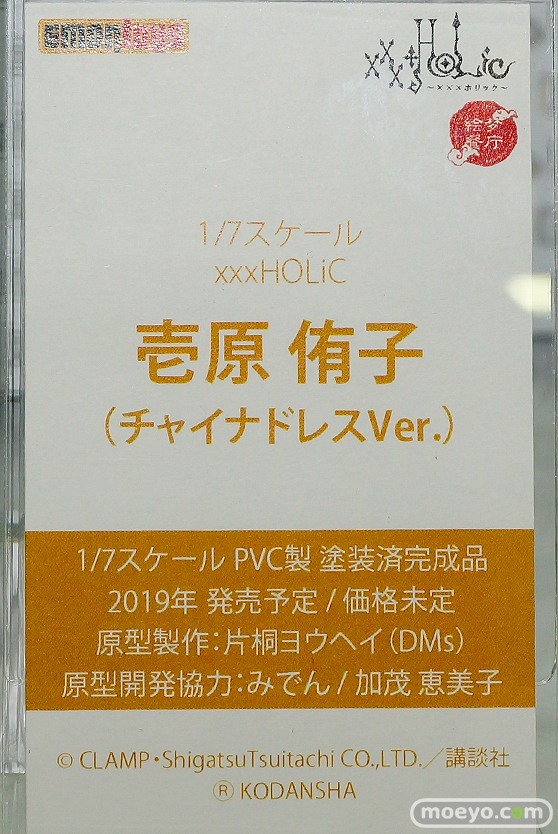 amonicus
xxxHOLiC
~×××ホリック~
1/7スケール
xxxHOLiC
壱原 侑子
(チャイナドレスVer.)
1/7スケール PVC製 塗装済完成品
2019年 発売予定 / 価格未定
原型製作:片桐ヨウヘイ(DMs)
原型開発協力:みでん / 加茂 恵美子
© CLAMP・ShigatsuTsuitachi CO.,LTD.／講談社
Ⓡ KODANSHA
moeyo.com